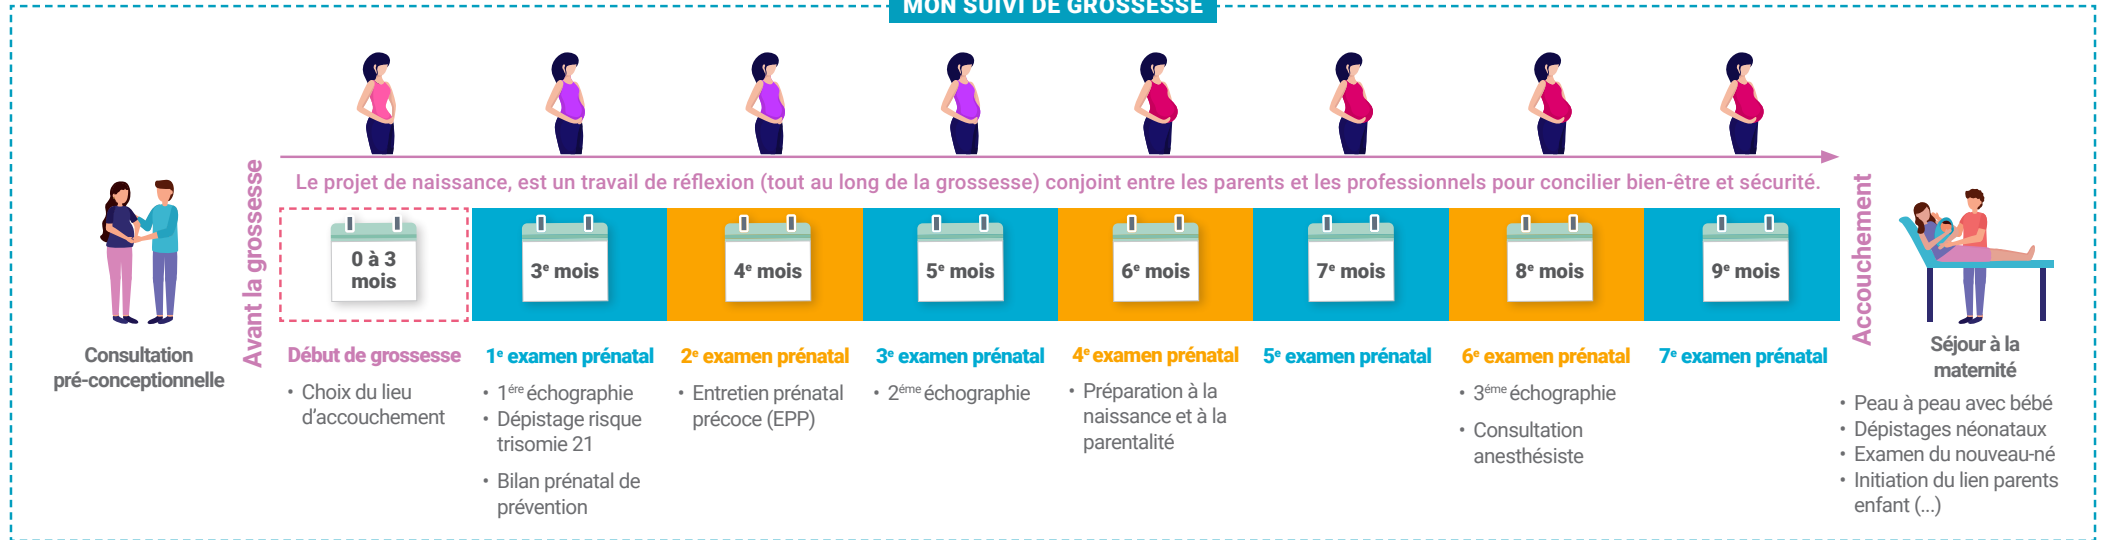 MON SUIVI DE GROSSESSE
Le projet de naissance, est un travail de réflexion (tout au long de la grossesse) conjoint entre les parents et les professionnels pour concilier bien-être et sécurité.
Consultation
pré-conceptionnelle
Avant la grossesse
0 à 3
mois
Début de grossesse
• Choix du lieu
d’accouchement
3e mois
1e examen prénatal
• 1ére échographie
• Dépistage risque
trisomie 21
• Bilan prénatal de
prévention
4e mois
2e examen prénatal
• Entretien prénatal
précoce (EPP)
5e mois
3e examen prénatal
• 2éme échographie
6e mois
4e examen prénatal
• Préparation à la
naissance et à la
parentalité
7e mois
5e examen prénatal
8e mois
6e examen prénatal
• 3éme échographie
• Consultation
anesthésiste
9e mois
7e examen prénatal
Accouchement
Séjour à la
maternité
• Peau à peau avec bébé
• Dépistages néonataux
• Examen du nouveau-né
• Initiation du lien parents
enfant (...)